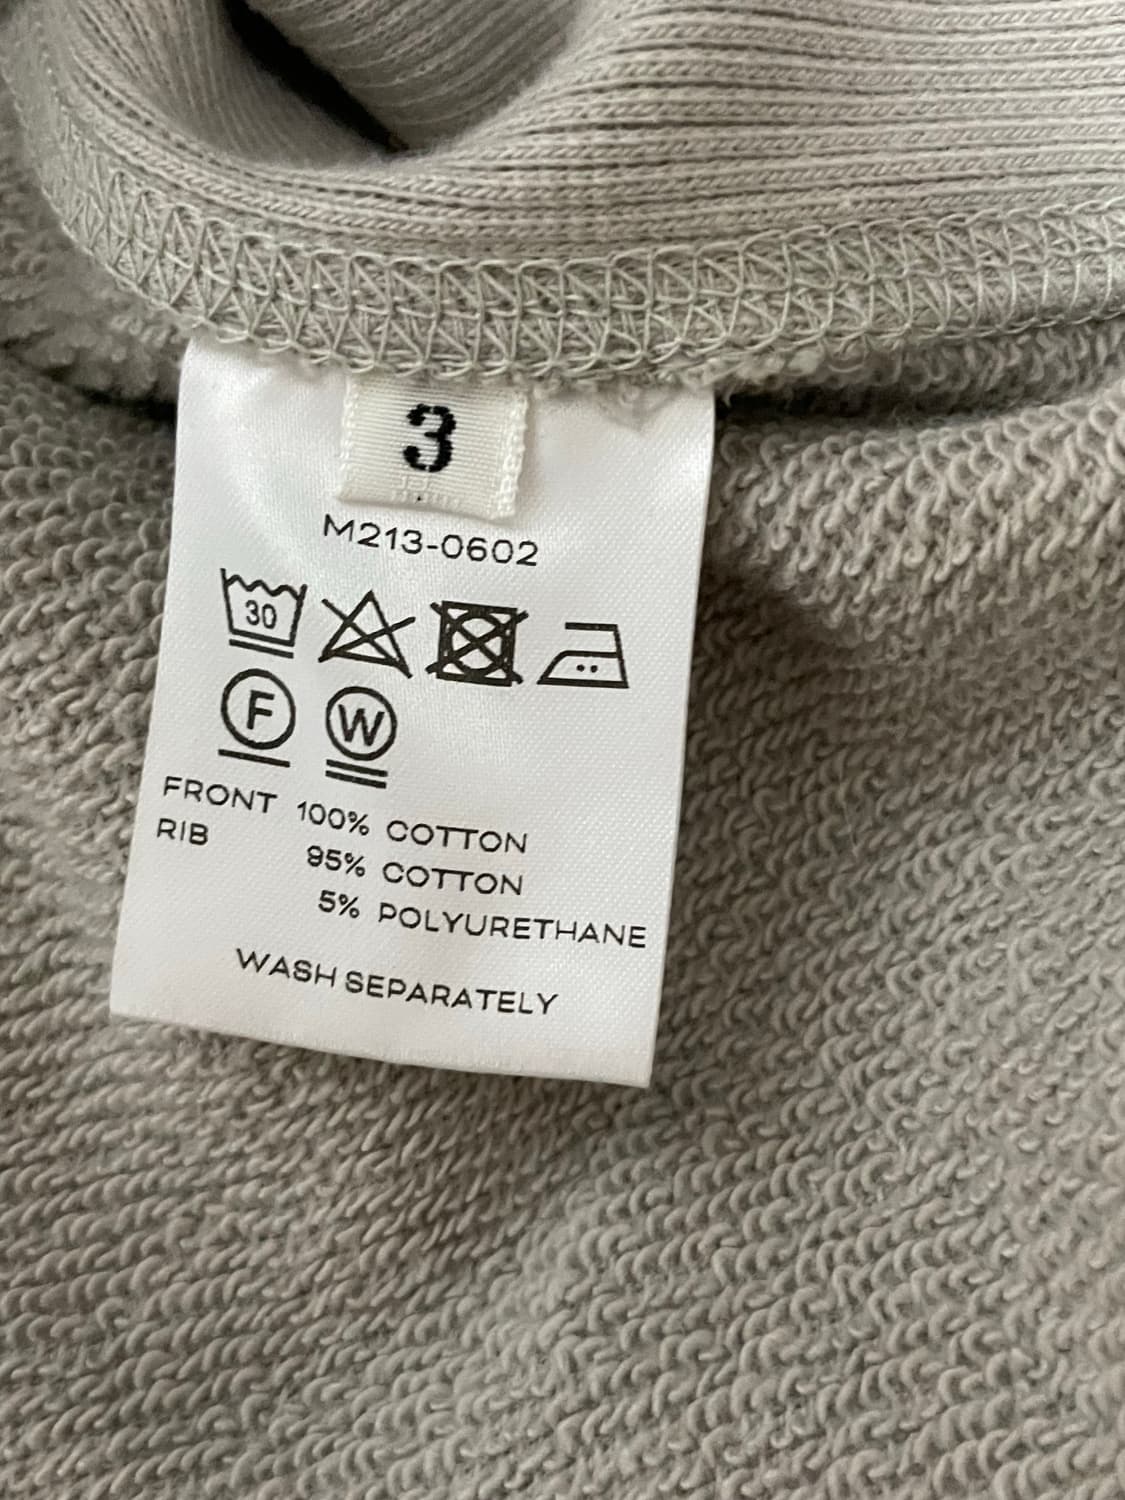 3
M213-0602
30
F W
FRONT 100% COTTON
RIB 95% COTTON
5% POLYURETHANE
WASH SEPARATELY